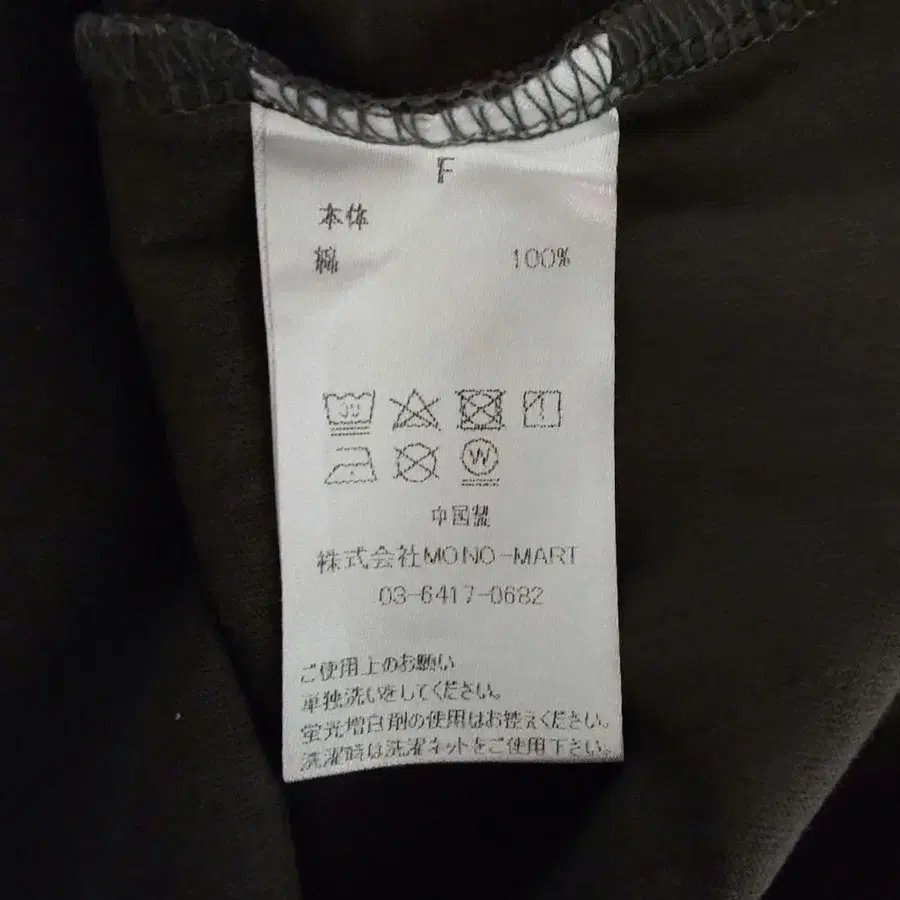 F
本体
綿 100%
30
W
中国製
株式会社MONO-MART
03-6417-0682
ご使用上のお願い
単独洗いをしてください。
蛍光増白剤の使用はお控えください。
洗濯時は洗濯ネットをご使用下さい。